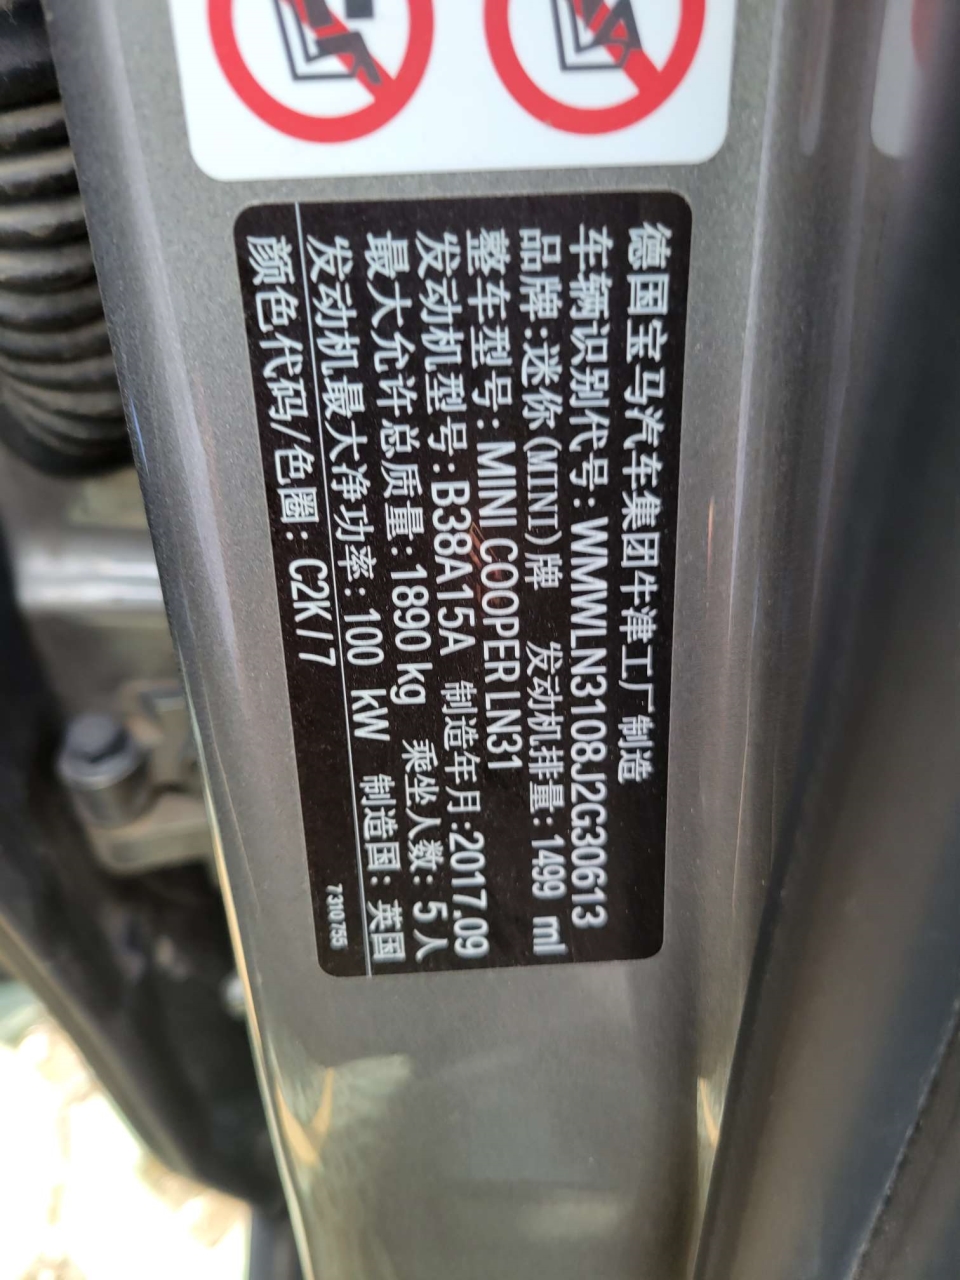 德国宝马汽车集团牛津工厂制造
车辆识别代号: WMWLN3108J2G30613
品牌:迷你(MINI)牌 发动机排量: 1499 ml
整车型号: MINI COOPER LN31
发动机型号: B38A15A 制造年月:2017.09
最大允许总质量: 1890 kg 乘坐人数: 5 人
发动机最大净功率: 100 kW 制造国: 英国
颜色代码/色圈: C2K/7
7310755